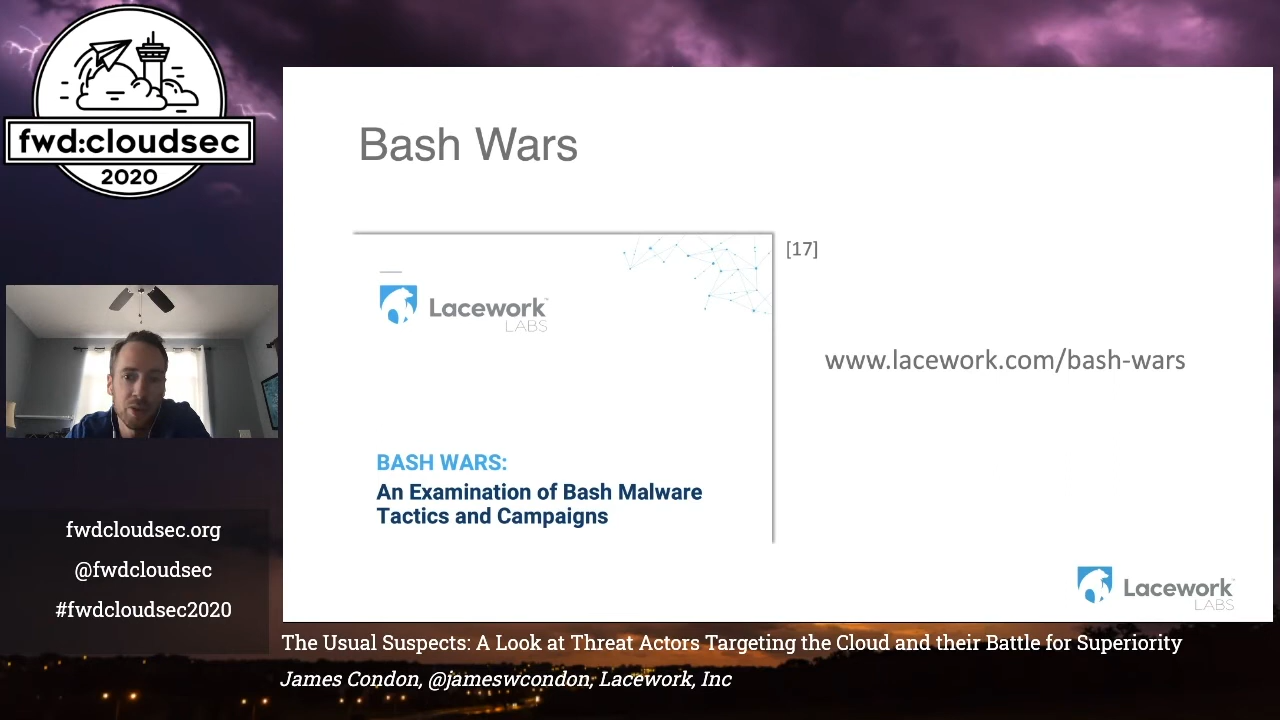 fwd:cloudsec
2020
Bash Wars
[17]
Lacework
LABS
www.lacework.com/bash-wars
BASH WARS:
An Examination of Bash Malware
Tactics and Campaigns
Lacework
LABS
fwdcloudsec.org
@fwdcloudsec
#fwdcloudsec2020
The Usual Suspects: A Look at Threat Actors Targeting the Cloud and their Battle for Superiority
James Condon, @jameswcondon, Lacework, Inc